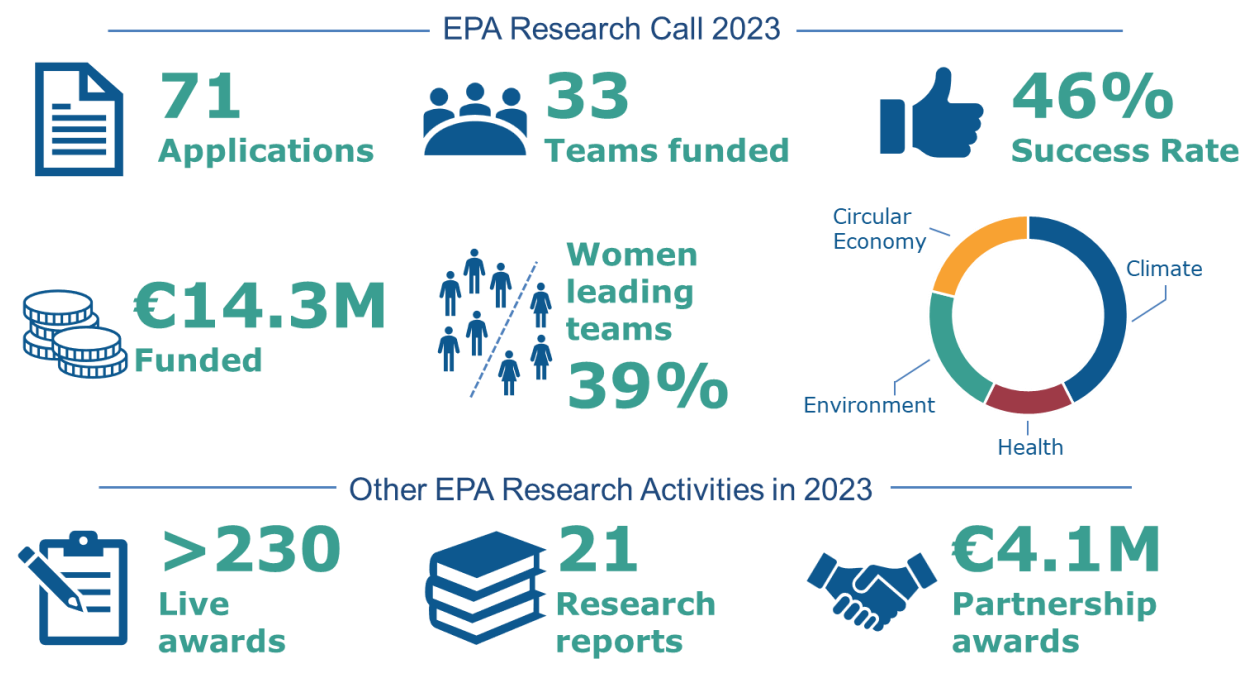 EPA Research Call 2023
71
Applications
33
Teams funded
46%
Success Rate
€14.3M
Funded
Women
leading
teams
39%
Circular
Economy
Climate
Environment
Health
Other EPA Research Activities in 2023
>230
Live
awards
21
Research
reports
€4.1M
Partnership
awards